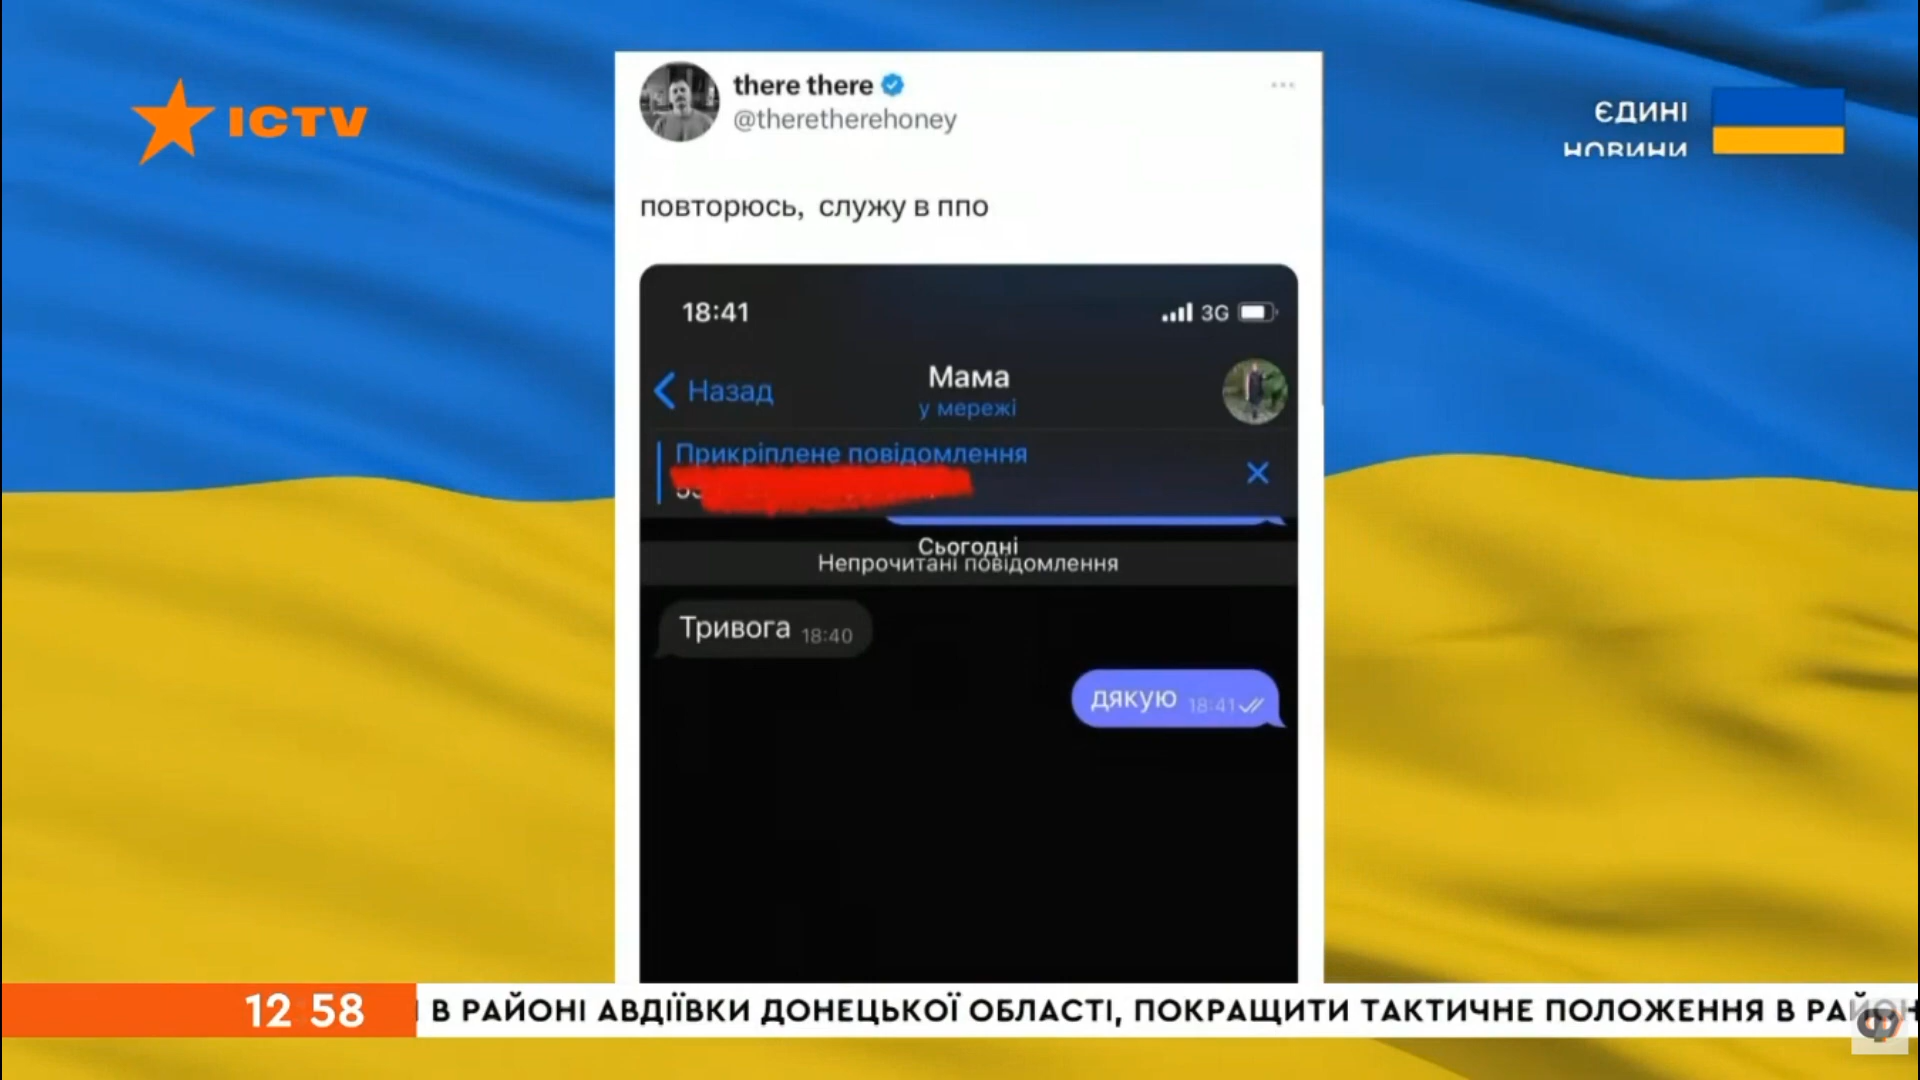 ICTV
ЄДИНІ
НОВИНИ
there there
@theretherehoney
повторюсь, служу в ппо
18:41
3G
Назад
Мама
у мережі
Прикріплене повідомлення
Сьогодні
Непрочитані повідомлення
Тривога 18:40
дякую 18:41
12 58
В РАЙОНІ АВДІЇВКИ ДОНЕЦЬКОЇ ОБЛАСТІ, ПОКРАЩИТИ ТАКТИЧНЕ ПОЛОЖЕННЯ В